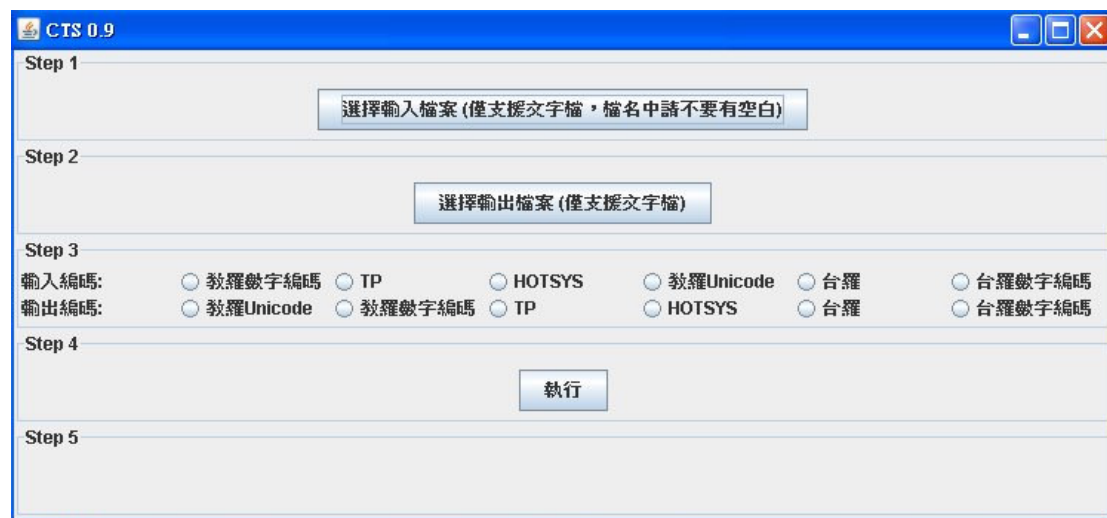 CTS 0.9
Step 1
選擇輸入檔案 (僅支援文字檔，檔名中請不要有空白)
Step 2
選擇輸出檔案 (僅支援文字檔)
Step 3
輸入編碼: 教羅數字編碼 TP HOTSYS 教羅Unicode 台羅 台羅數字編碼
輸出編碼: 教羅Unicode 教羅數字編碼 TP HOTSYS 台羅 台羅數字編碼
Step 4
執行
Step 5